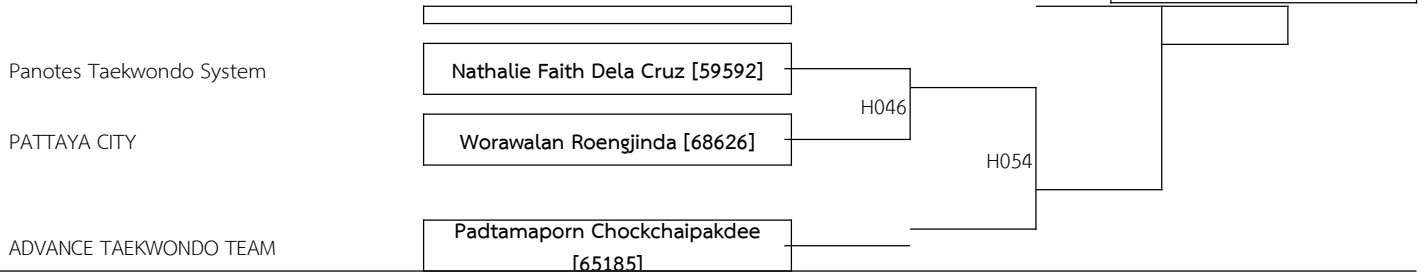 Panotes Taekwondo System
Nathalie Faith Dela Cruz [59592]
H046
PATTAYA CITY
Worawalan Roengjinda [68626]
H054
ADVANCE TAEKWONDO TEAM
Padtamaporn Chockchaipakdee
[65185]